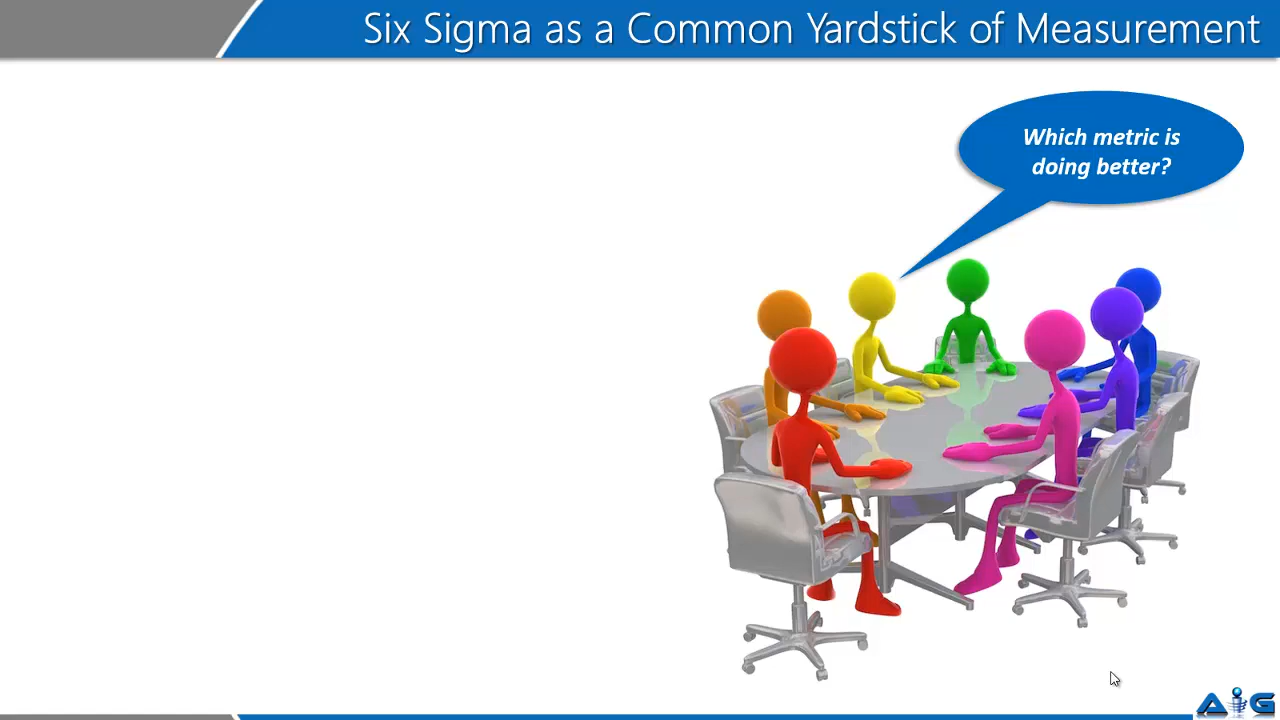 Six Sigma as a Common Yardstick of Measurement
Which metric is
doing better?
AiG